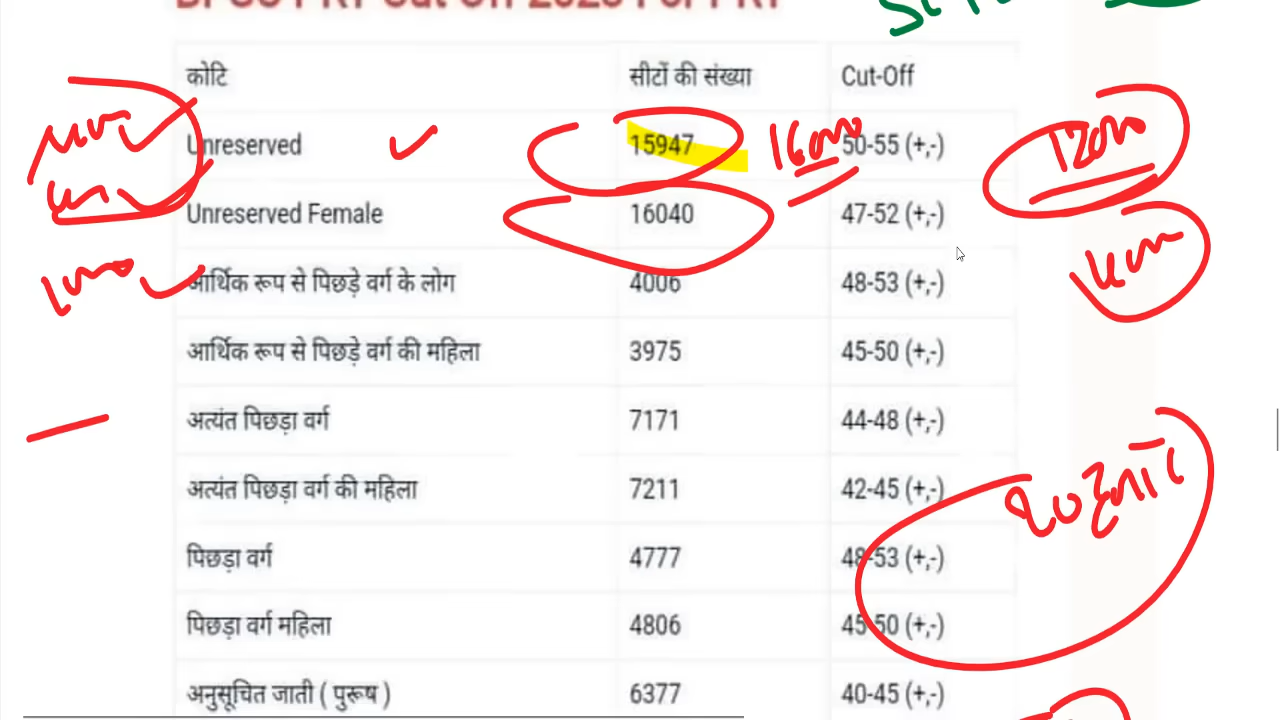 कोटि सीटों की संख्या Cut-Off
Unreserved 15947 50-55 (+,-)
Unreserved Female 16040 47-52 (+,-)
आर्थिक रूप से पिछड़े वर्ग के लोग 4006 48-53 (+,-)
आर्थिक रूप से पिछड़े वर्ग की महिला 3975 45-50 (+,-)
अत्यंत पिछड़ा वर्ग 7171 44-48 (+,-)
अत्यंत पिछड़ा वर्ग की महिला 7211 42-45 (+,-)
पिछड़ा वर्ग 4777 48-53 (+,-)
पिछड़ा वर्ग महिला 4806 45-50 (+,-)
अनुसूचित जाती ( पुरूष ) 6377 40-45 (+,-)